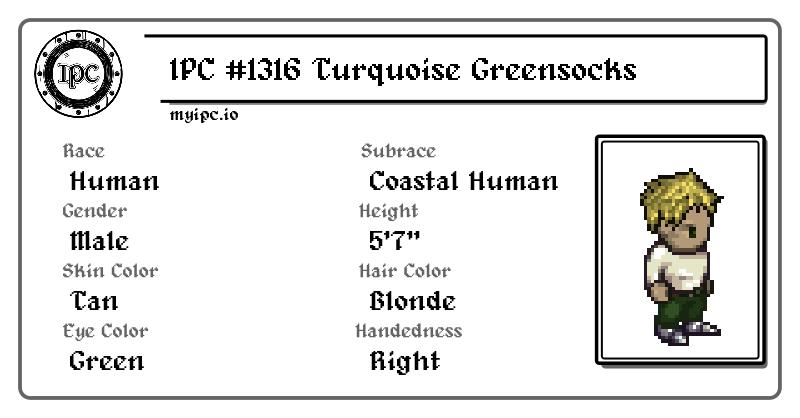 IPC
IPC #1316 Turquoise Greensocks
myipc.io
Race
Human
Subrace
Coastal Human
Gender
Male
Height
5'7"
Skin Color
Tan
Hair Color
Blonde
Eye Color
Green
Handedness
Right